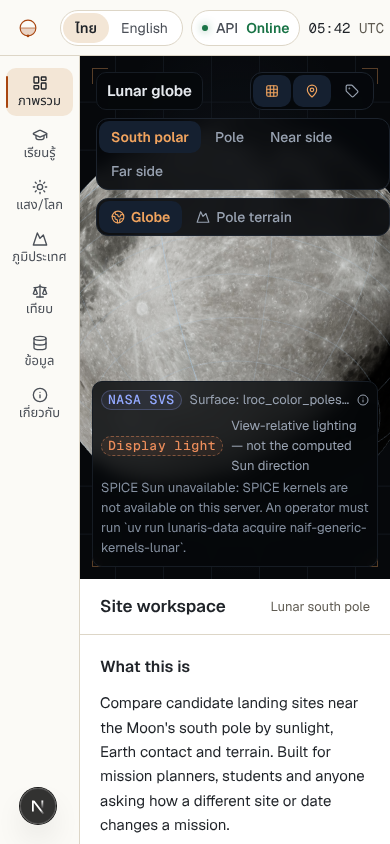 ไทย English API Online 05:42 UTC
ภาพรวม
เรียนรู้
แสง/โลก
ภูมิประเทศ
เทียบ
ข้อมูล
เกี่ยวกับ
N
Lunar globe
South polar Pole Near side
Far side
Globe Pole terrain
NASA SVS Surface: lroc_color_poles…
Display light View-relative lighting
— not the computed
Sun direction
SPICE Sun unavailable: SPICE kernels are
not available on this server. An operator must
run `uv run lunaris-data acquire naif-generic-
kernels-lunar`.
Site workspace Lunar south pole
What this is
Compare candidate landing sites near
the Moon's south pole by sunlight,
Earth contact and terrain. Built for
mission planners, students and anyone
asking how a different site or date
changes a mission.